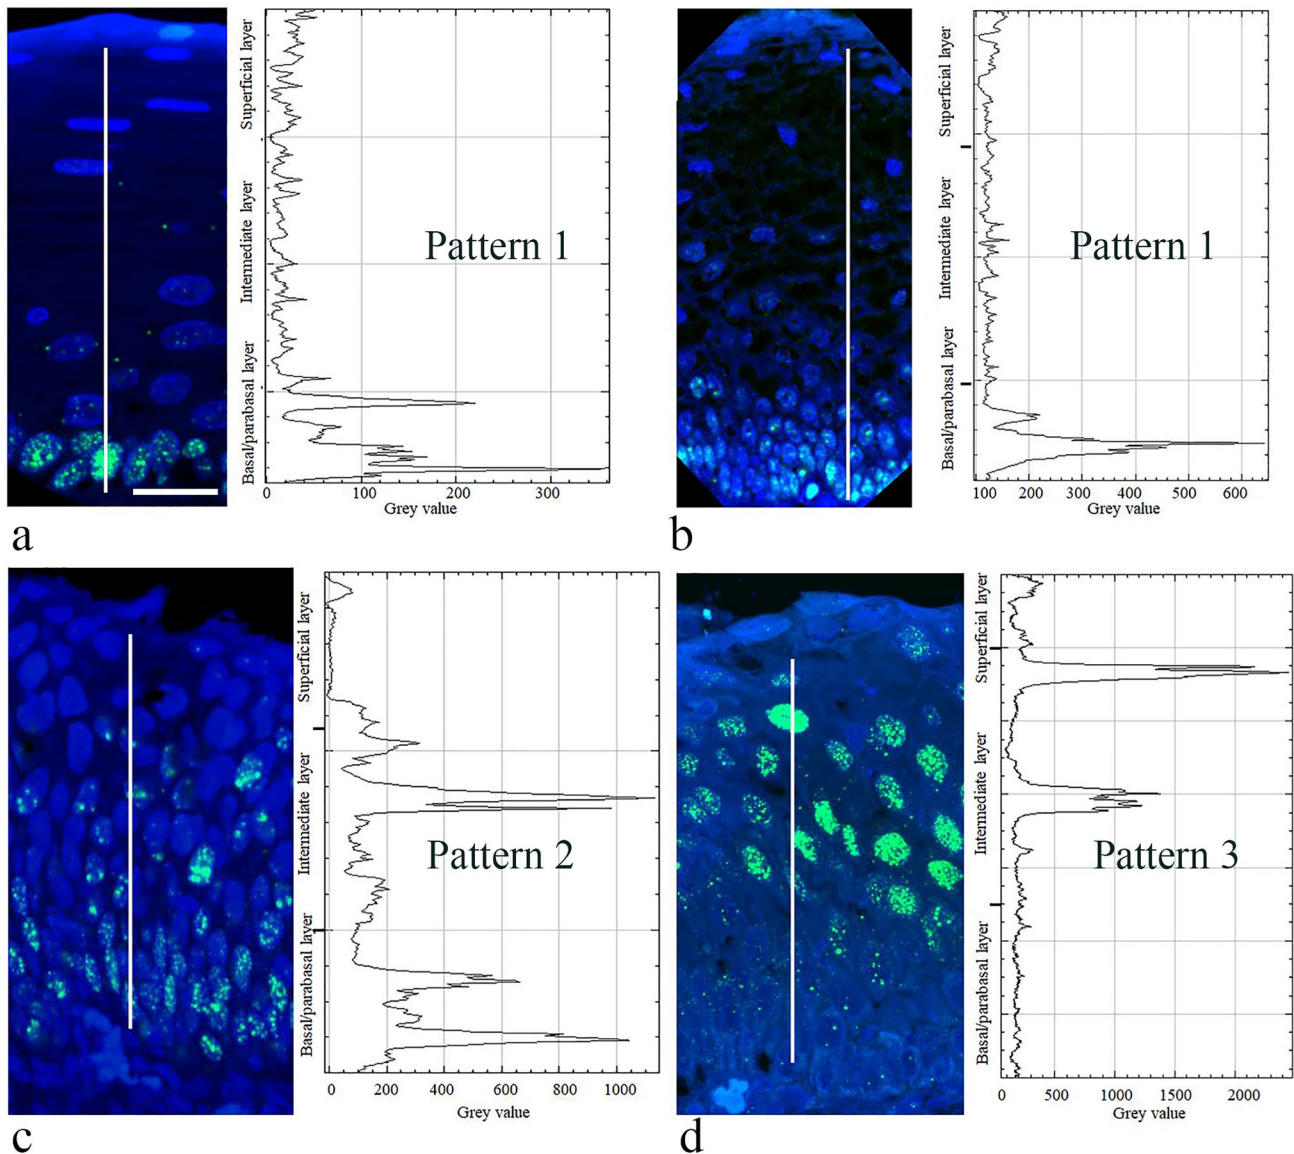 Superficial layer
Intermediate layer
Basal/parabasal layer
Pattern 1
0 100 200 300
Grey value
a
Superficial layer
Intermediate layer
Basal/parabasal layer
Pattern 1
100 200 300 400 500 600
Grey value
b
Superficial layer
Intermediate layer
Basal/parabasal layer
Pattern 2
0 200 400 600 800 1000
Grey value
c
Superficial layer
Intermediate layer
Basal/parabasal layer
Pattern 3
0 500 1000 1500 2000
Grey value
d